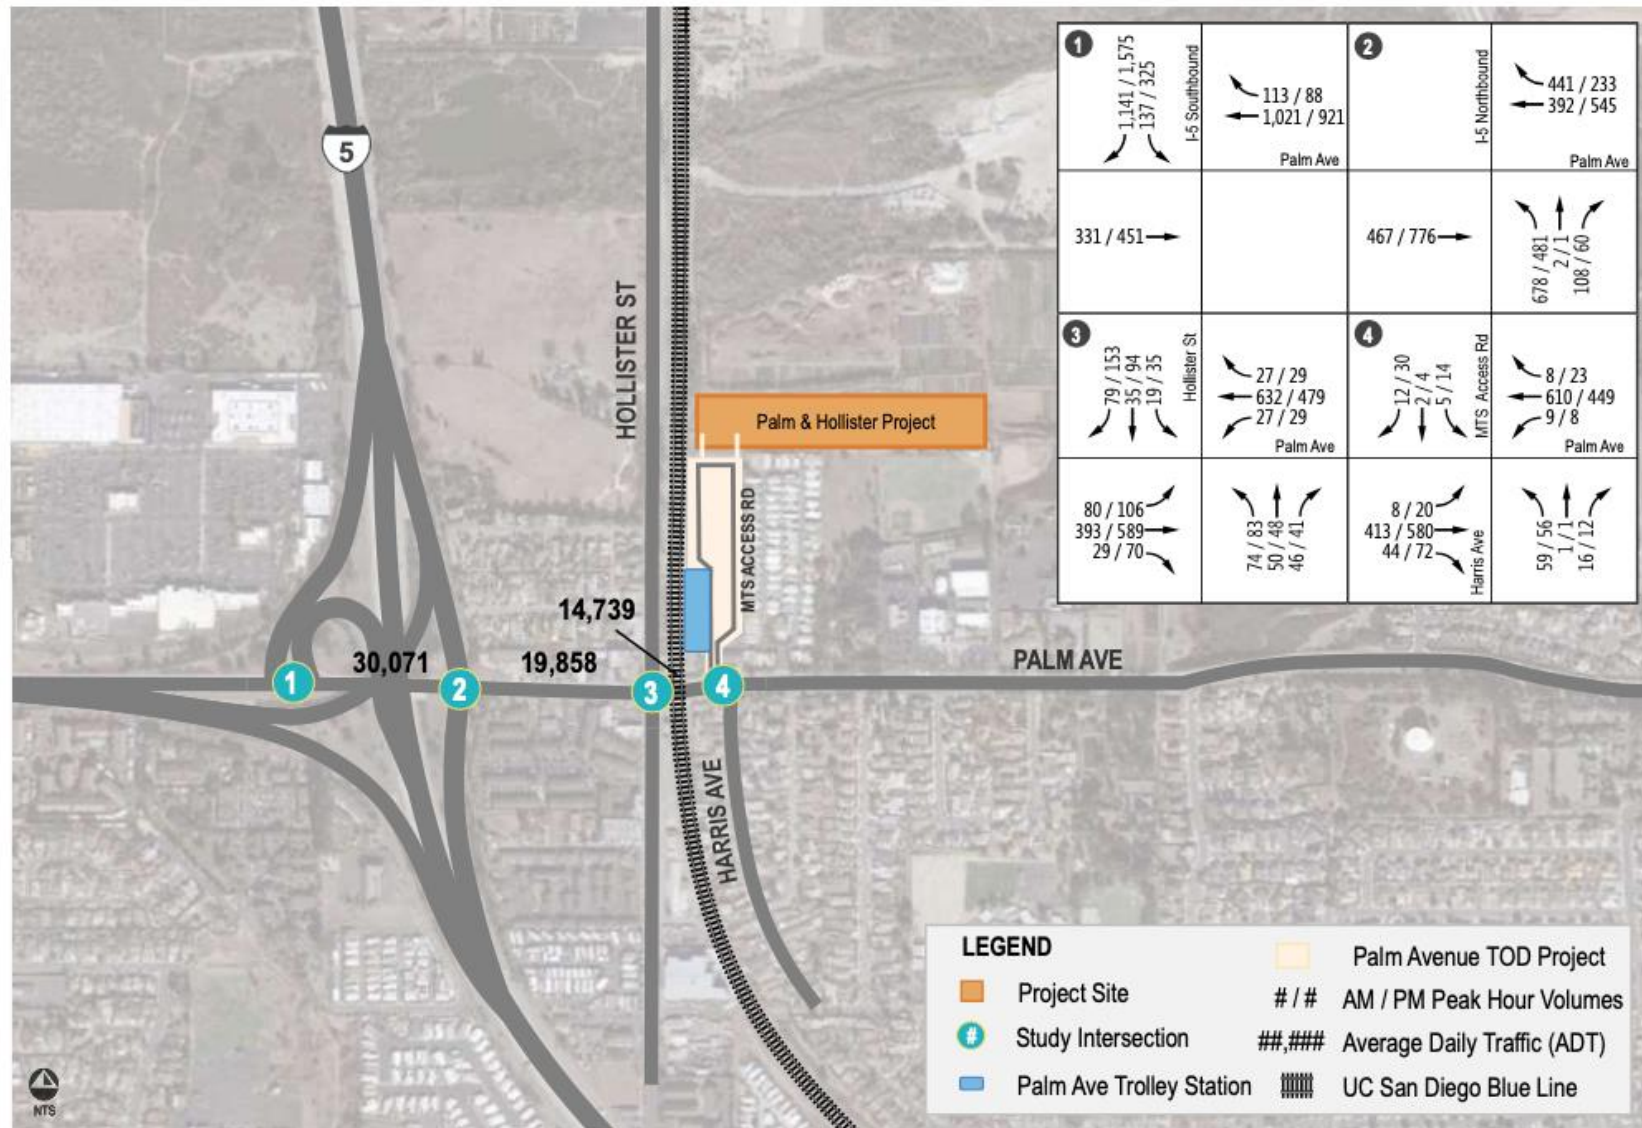 5
HOLLISTER ST
Palm & Hollister Project
MTS ACCESS RD
14,739
30,071
19,858
PALM AVE
1
2
3
4
HARRIS AVE
NTS
1
1,141 / 1,575
137 / 325
I-5 Southbound
113 / 88
1,021 / 921
Palm Ave
331 / 451
2
I-5 Northbound
441 / 233
392 / 545
Palm Ave
467 / 776
678 / 481
2 / 1
108 / 60
3
79 / 153
35 / 94
19 / 35
Hollister St
27 / 29
632 / 479
27 / 29
Palm Ave
80 / 106
393 / 589
29 / 70
74 / 83
50 / 48
46 / 41
4
12 / 30
2 / 4
5 / 14
MTS Access Rd
8 / 23
610 / 449
9 / 8
Palm Ave
8 / 20
413 / 580
44 / 72
Harris Ave
59 / 56
1 / 1
16 / 12
LEGEND
Project Site
# Study Intersection
Palm Ave Trolley Station
Palm Avenue TOD Project
# / # AM / PM Peak Hour Volumes
##,### Average Daily Traffic (ADT)
UC San Diego Blue Line